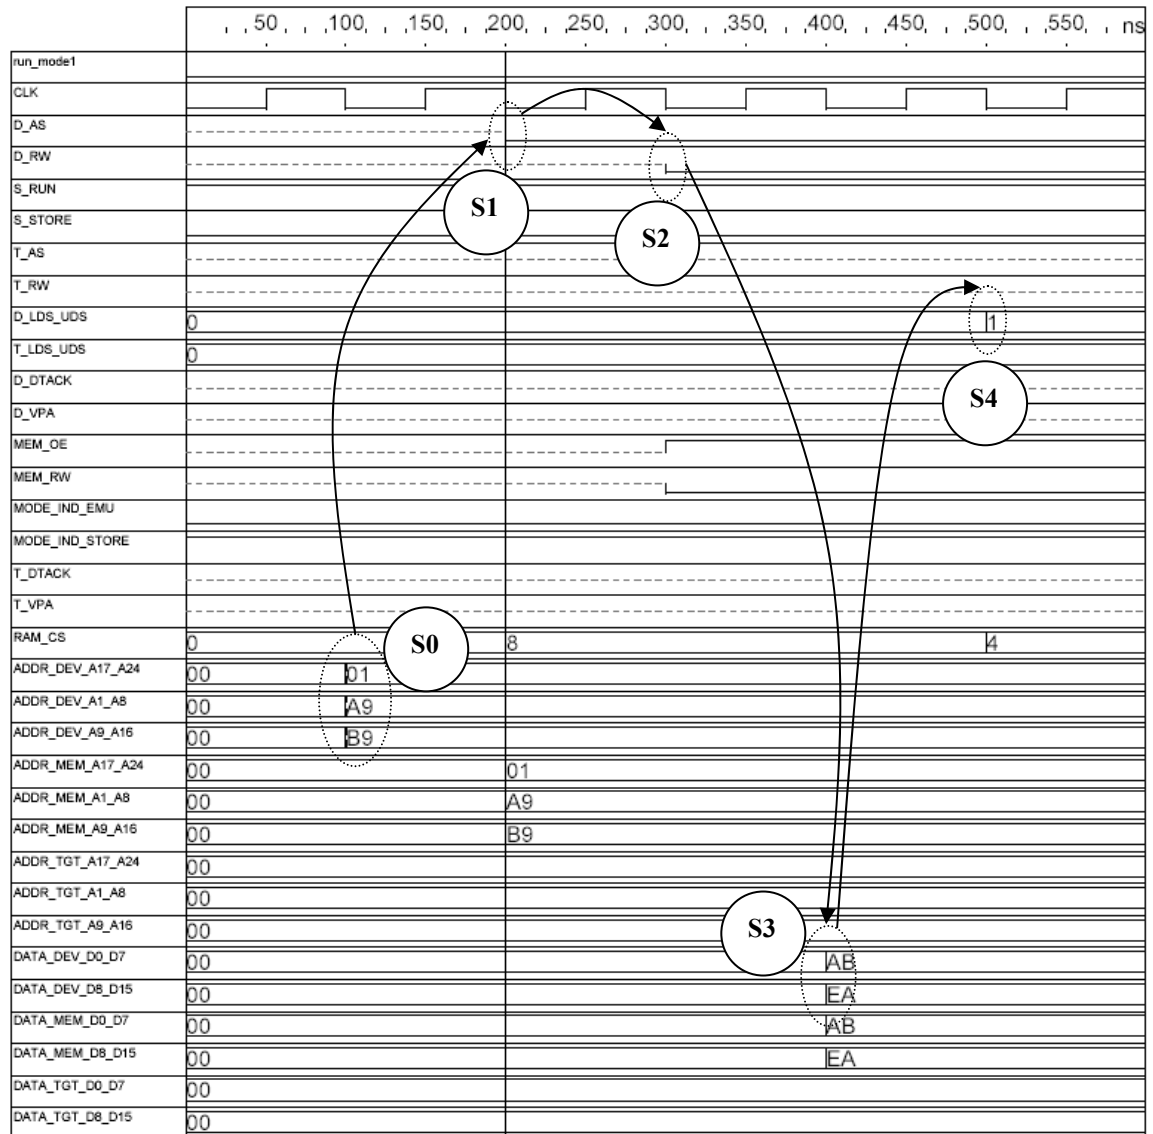 50 100 150 200 250 300 350 400 450 500 550 ns
run_mode1
CLK
D_AS
D_RW
S_RUN
S1
S_STORE
S2
T_AS
T_RW
D_LDS_UDS 0 1
T_LDS_UDS 0
D_DTACK
S4
D_VPA
MEM_OE
MEM_RW
MODE_IND_EMU
MODE_IND_STORE
T_DTACK
T_VPA
S0
RAM_CS 0 8 4
ADDR_DEV_A17_A24 00 01
ADDR_DEV_A1_A8 00 A9
ADDR_DEV_A9_A16 00 B9
ADDR_MEM_A17_A24 00 01
ADDR_MEM_A1_A8 00 A9
ADDR_MEM_A9_A16 00 B9
ADDR_TGT_A17_A24 00
ADDR_TGT_A1_A8 00
ADDR_TGT_A9_A16 00
S3
DATA_DEV_D0_D7 00 AB
DATA_DEV_D8_D15 00 EA
DATA_MEM_D0_D7 00 AB
DATA_MEM_D8_D15 00 EA
DATA_TGT_D0_D7 00
DATA_TGT_D8_D15 00